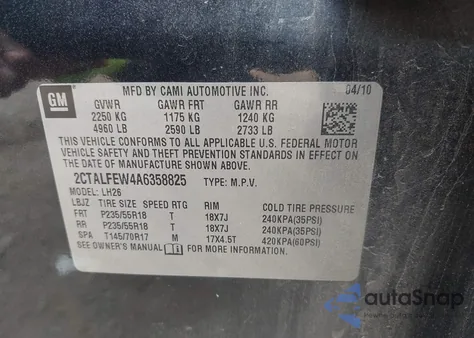 GM
MFD BY CAMI AUTOMOTIVE INC. 04/10
GVWR GAWR FRT GAWR RR
2250 KG 1175 KG 1240 KG
4960 LB 2590 LB 2733 LB
THIS VEHICLE CONFORMS TO ALL APPLICABLE U.S. FEDERAL MOTOR
VEHICLE SAFETY AND THEFT PREVENTION STANDARDS IN EFFECT ON
THE DATE OF MANUFACTURE SHOWN ABOVE.
2CTALFEW4A6358825 TYPE: M.P.V.
MODEL: LH26
LBJZ TIRE SIZE SPEED RTG RIM COLD TIRE PRESSURE
FRT P235/55R18 T 18X7J 240KPA(35PSI)
RR P235/55R18 T 18X7J 240KPA(35PSI)
SPA T145/70R17 M 17X4.5T 420KPA(60PSI)
SEE OWNER'S MANUAL FOR MORE INFORMATION.
autoSnap